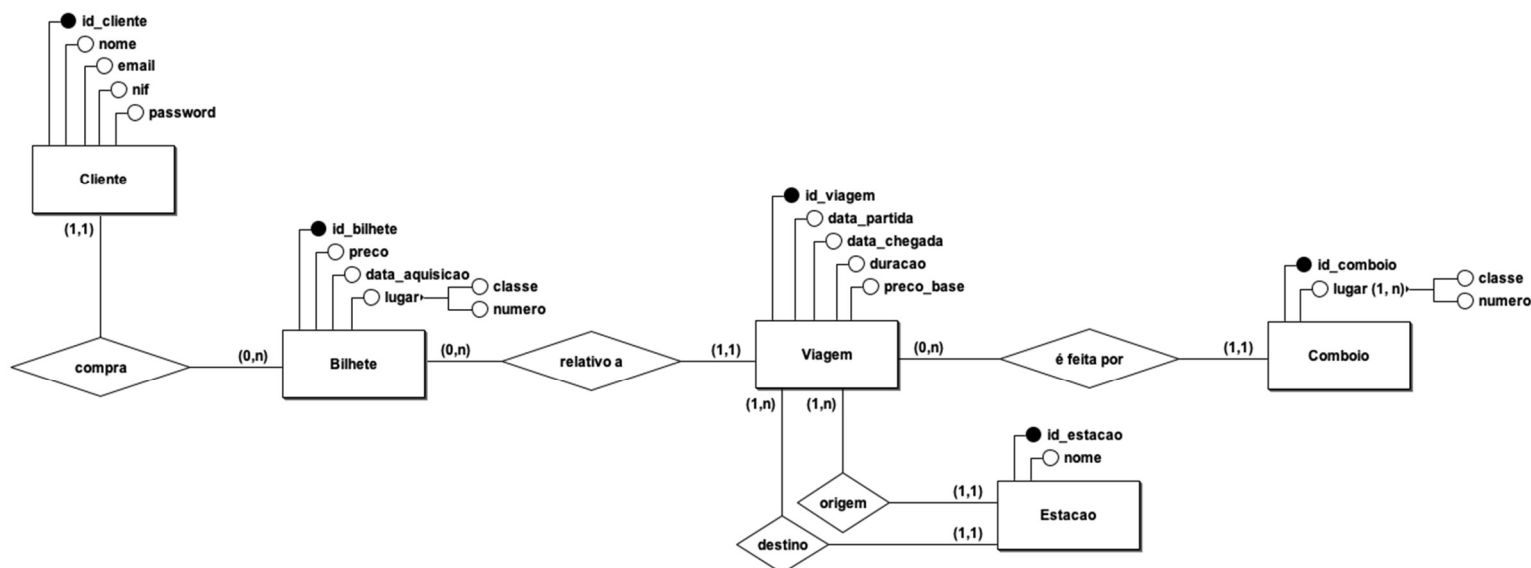 id_cliente
nome
email
nif
password
Cliente
(1,1)
compra
(0,n)
id_bilhete
preco
data_aquisicao
lugar
classe
numero
Bilhete
(0,n)
relativo a
(1,1)
id_viagem
data_partida
data_chegada
duracao
preco_base
Viagem
(0,n)
é feita por
(1,1)
id_comboio
lugar (1, n)
classe
numero
Comboio
(1,n)
(1,n)
origem
(1,1)
destino
(1,1)
id_estacao
nome
Estacao